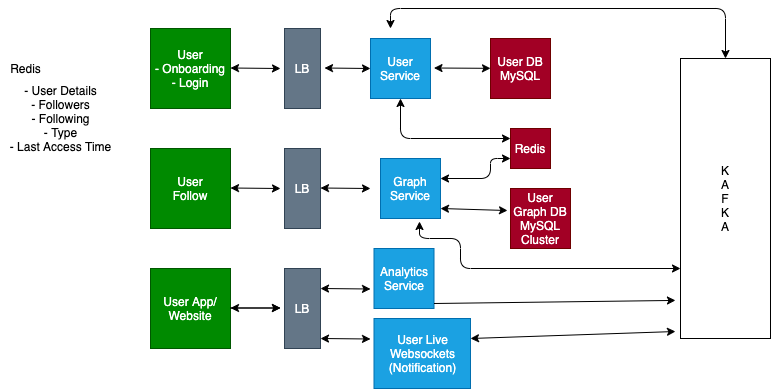 Redis
- User Details
- Followers
- Following
- Type
- Last Access Time
User
- Onboarding
- Login
LB
User
Service
User DB
MySQL
Redis
User
Follow
LB
Graph
Service
User
Graph DB
MySQL
Cluster
User App/
Website
LB
Analytics
Service
User Live
Websockets
(Notification)
K
A
F
K
A